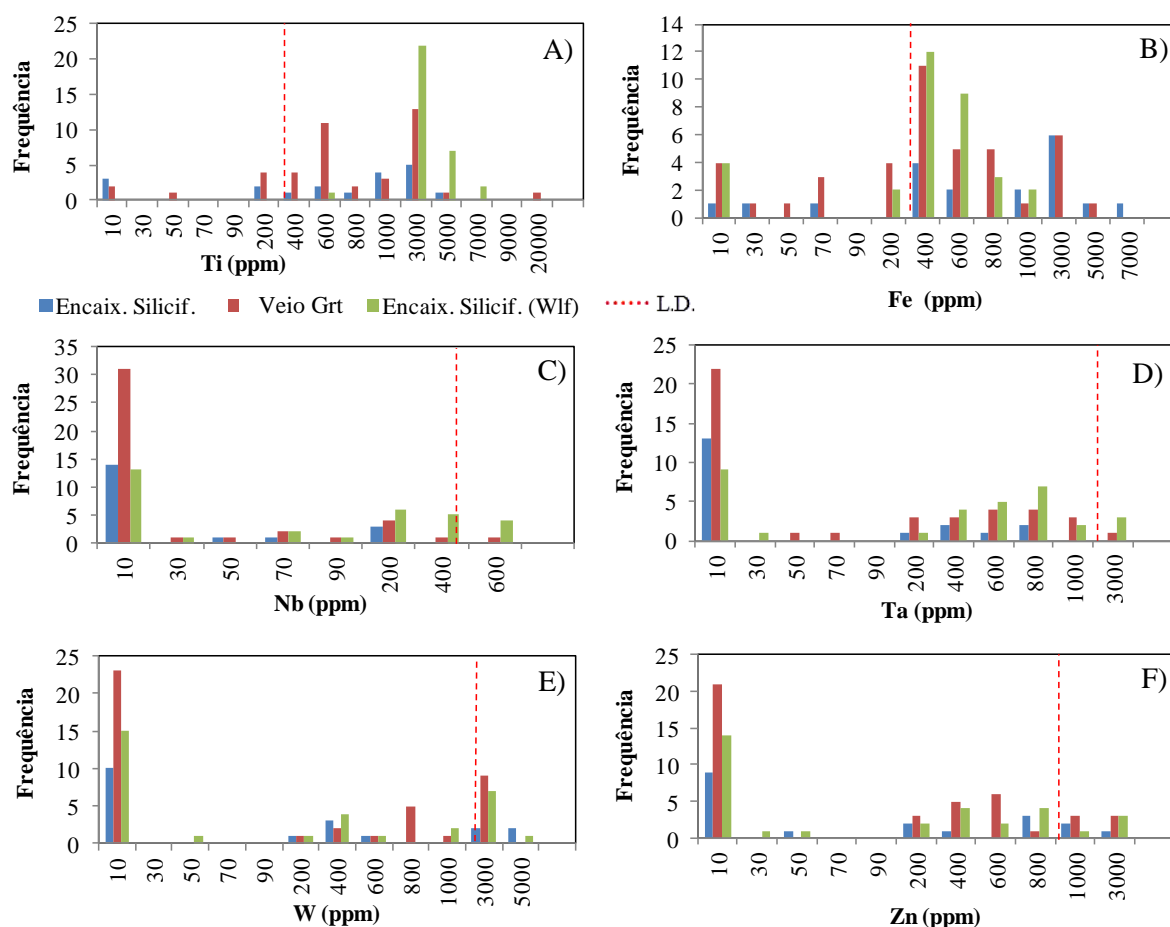 A)
Frequência
25
20
15
10
5
0
10 30 50 70 90 200 400 600 800 1000 3000 5000 7000 9000 20000
Ti (ppm)
B)
Frequência
14
12
10
8
6
4
2
0
10 30 50 70 90 200 400 600 800 1000 3000 5000 7000
Fe (ppm)
Encaix. Silicif. Veio Grt Encaix. Silicif. (Wlf) L.D.
C)
Frequência
35
30
25
20
15
10
5
0
10 30 50 70 90 200 400 600
Nb (ppm)
D)
Frequência
25
20
15
10
5
0
10 30 50 70 90 200 400 600 800 1000 3000
Ta (ppm)
E)
Frequência
25
20
15
10
5
0
10 30 50 70 90 200 400 600 800 1000 3000 5000
W (ppm)
F)
Frequência
25
20
15
10
5
0
10 30 50 70 90 200 400 600 800 1000 3000
Zn (ppm)